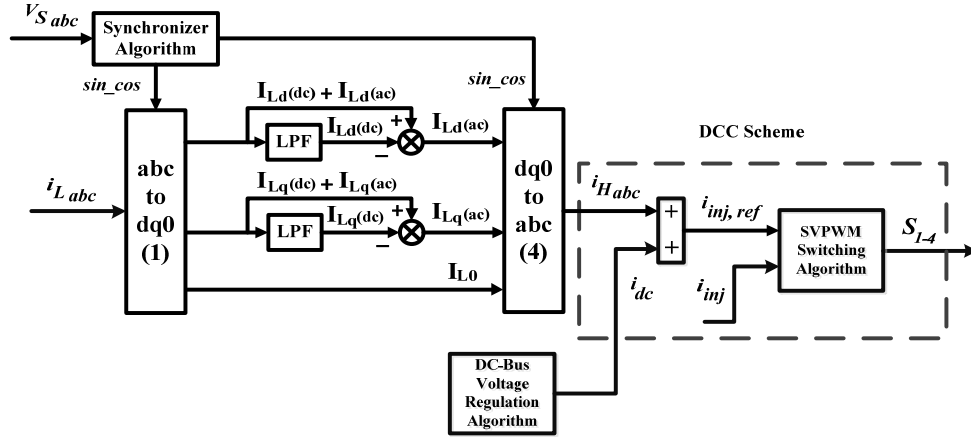 V_S abc
Synchronizer
Algorithm
sin_cos
sin_cos
I_Ld(dc) + I_Ld(ac)
LPF
I_Ld(dc)
+
−
I_Ld(ac)
DCC Scheme
i_L abc
abc
to
dq0
(1)
I_Lq(dc) + I_Lq(ac)
LPF
I_Lq(dc)
+
−
I_Lq(ac)
I_L0
dq0
to
abc
(4)
i_H abc
+
+
i_inj, ref
SVPWM
Switching
Algorithm
S_1-4
i_dc
i_inj
DC-Bus
Voltage
Regulation
Algorithm